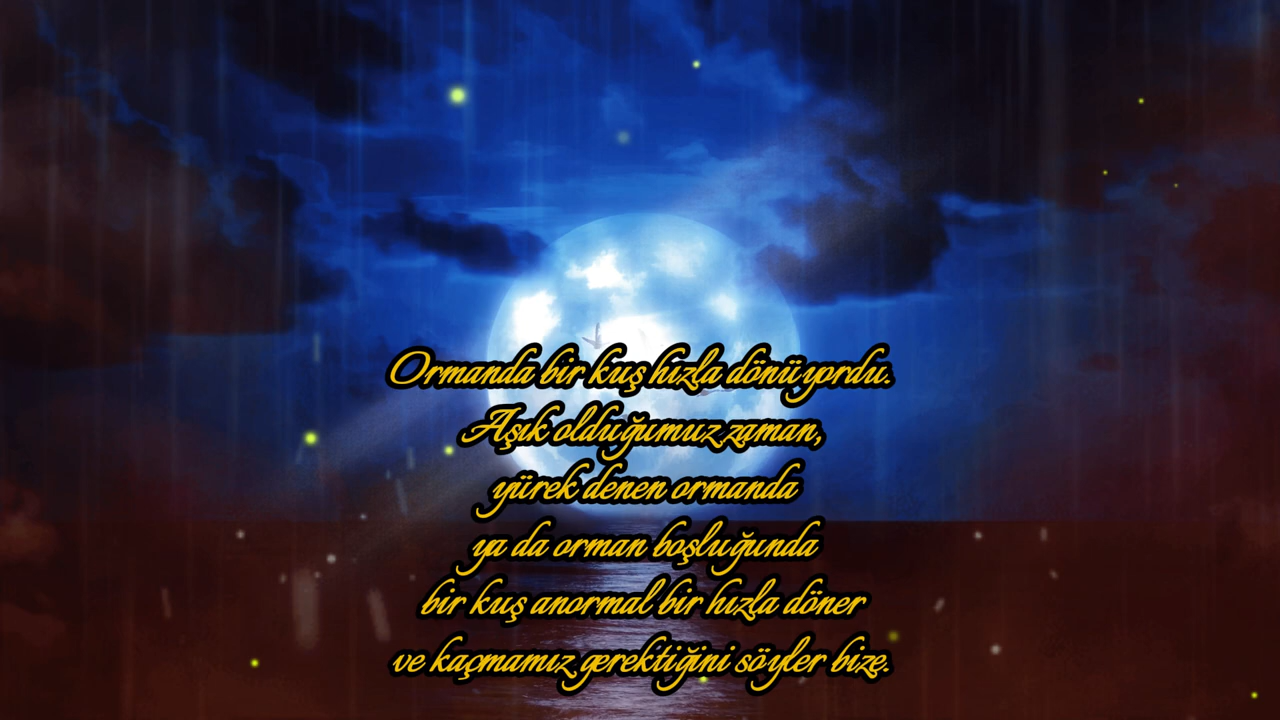 Ormanda bir kuş hızla dönüyordu.
Aşık olduğumuz zaman,
yürek denen ormanda
ya da orman boşluğunda
bir kuş anormal bir hızla döner
ve kaçmamız gerektiğini söyler bize.